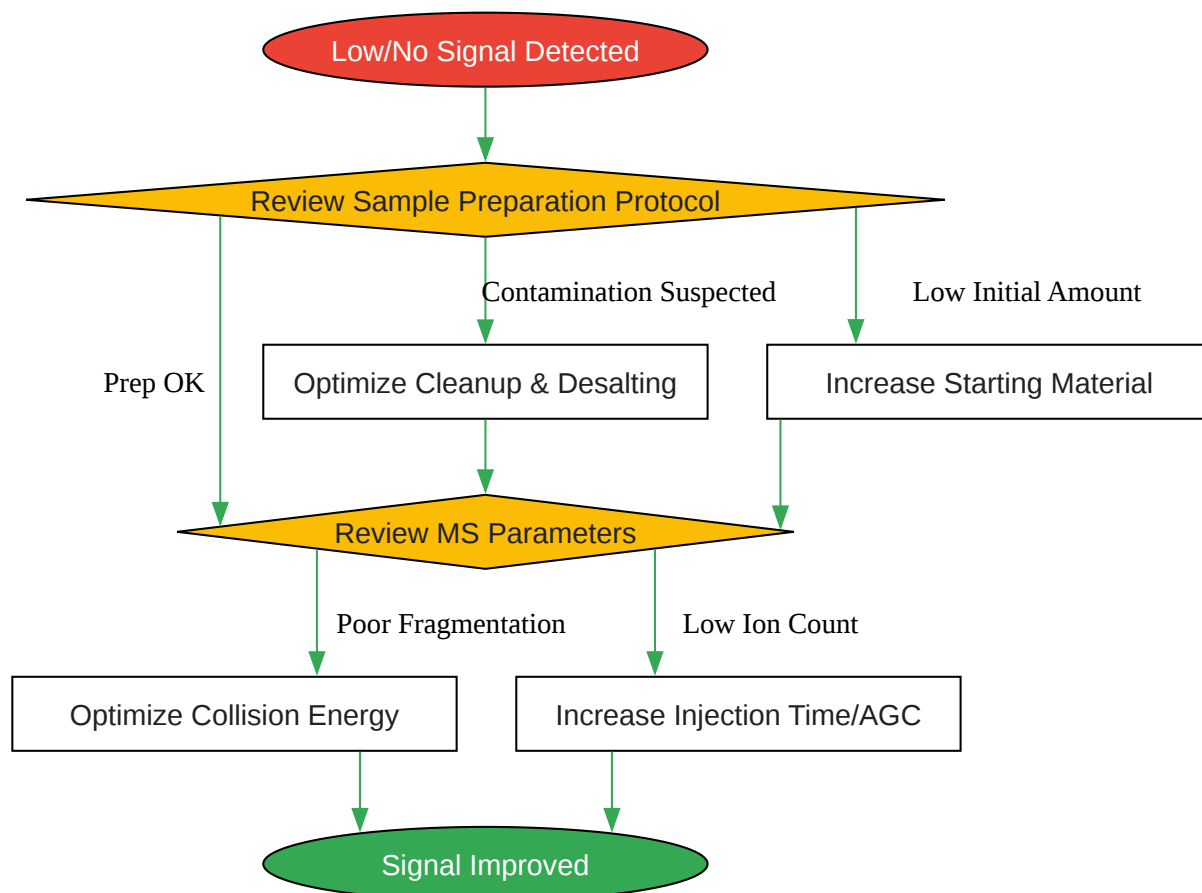 Low/No Signal Detected
Review Sample Preparation Protocol
Contamination Suspected
Low Initial Amount
Prep OK
Optimize Cleanup & Desalting
Increase Starting Material
Review MS Parameters
Poor Fragmentation
Low Ion Count
Optimize Collision Energy
Increase Injection Time/AGC
Signal Improved